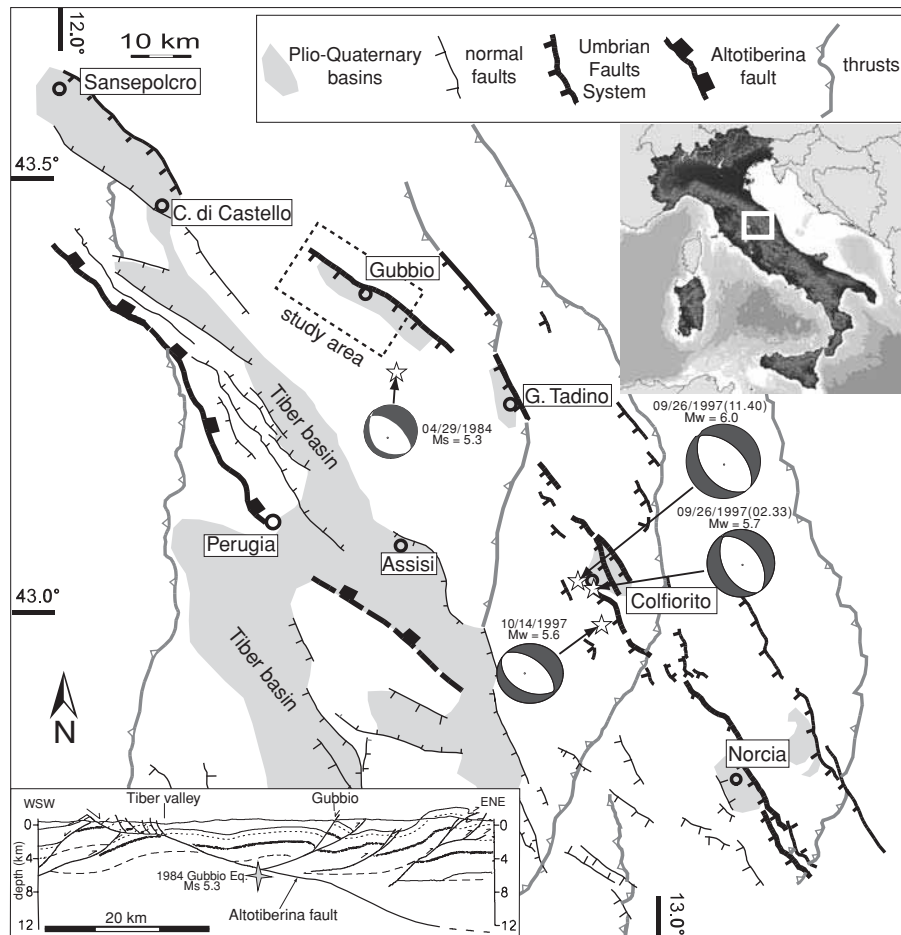 12.0°
10 km
Plio-Quaternary
basins
normal
faults
Umbrian
Faults
System
Altotiberina
fault
thrusts
Sansepolcro
43.5°
C. di Castello
Gubbio
study area
Tiber basin
04/29/1984
Ms = 5.3
G. Tadino
09/26/1997(11.40)
Mw = 6.0
09/26/1997(02.33)
Mw = 5.7
Perugia
Assisi
43.0°
Colfiorito
10/14/1997
Mw = 5.6
Tiber basin
N
Norcia
WSW
Tiber valley
Gubbio
ENE
0
4
8
12
depth (km)
0
4
8
12
1984 Gubbio Eq.
Ms 5.3
Altotiberina fault
20 km
13.0°